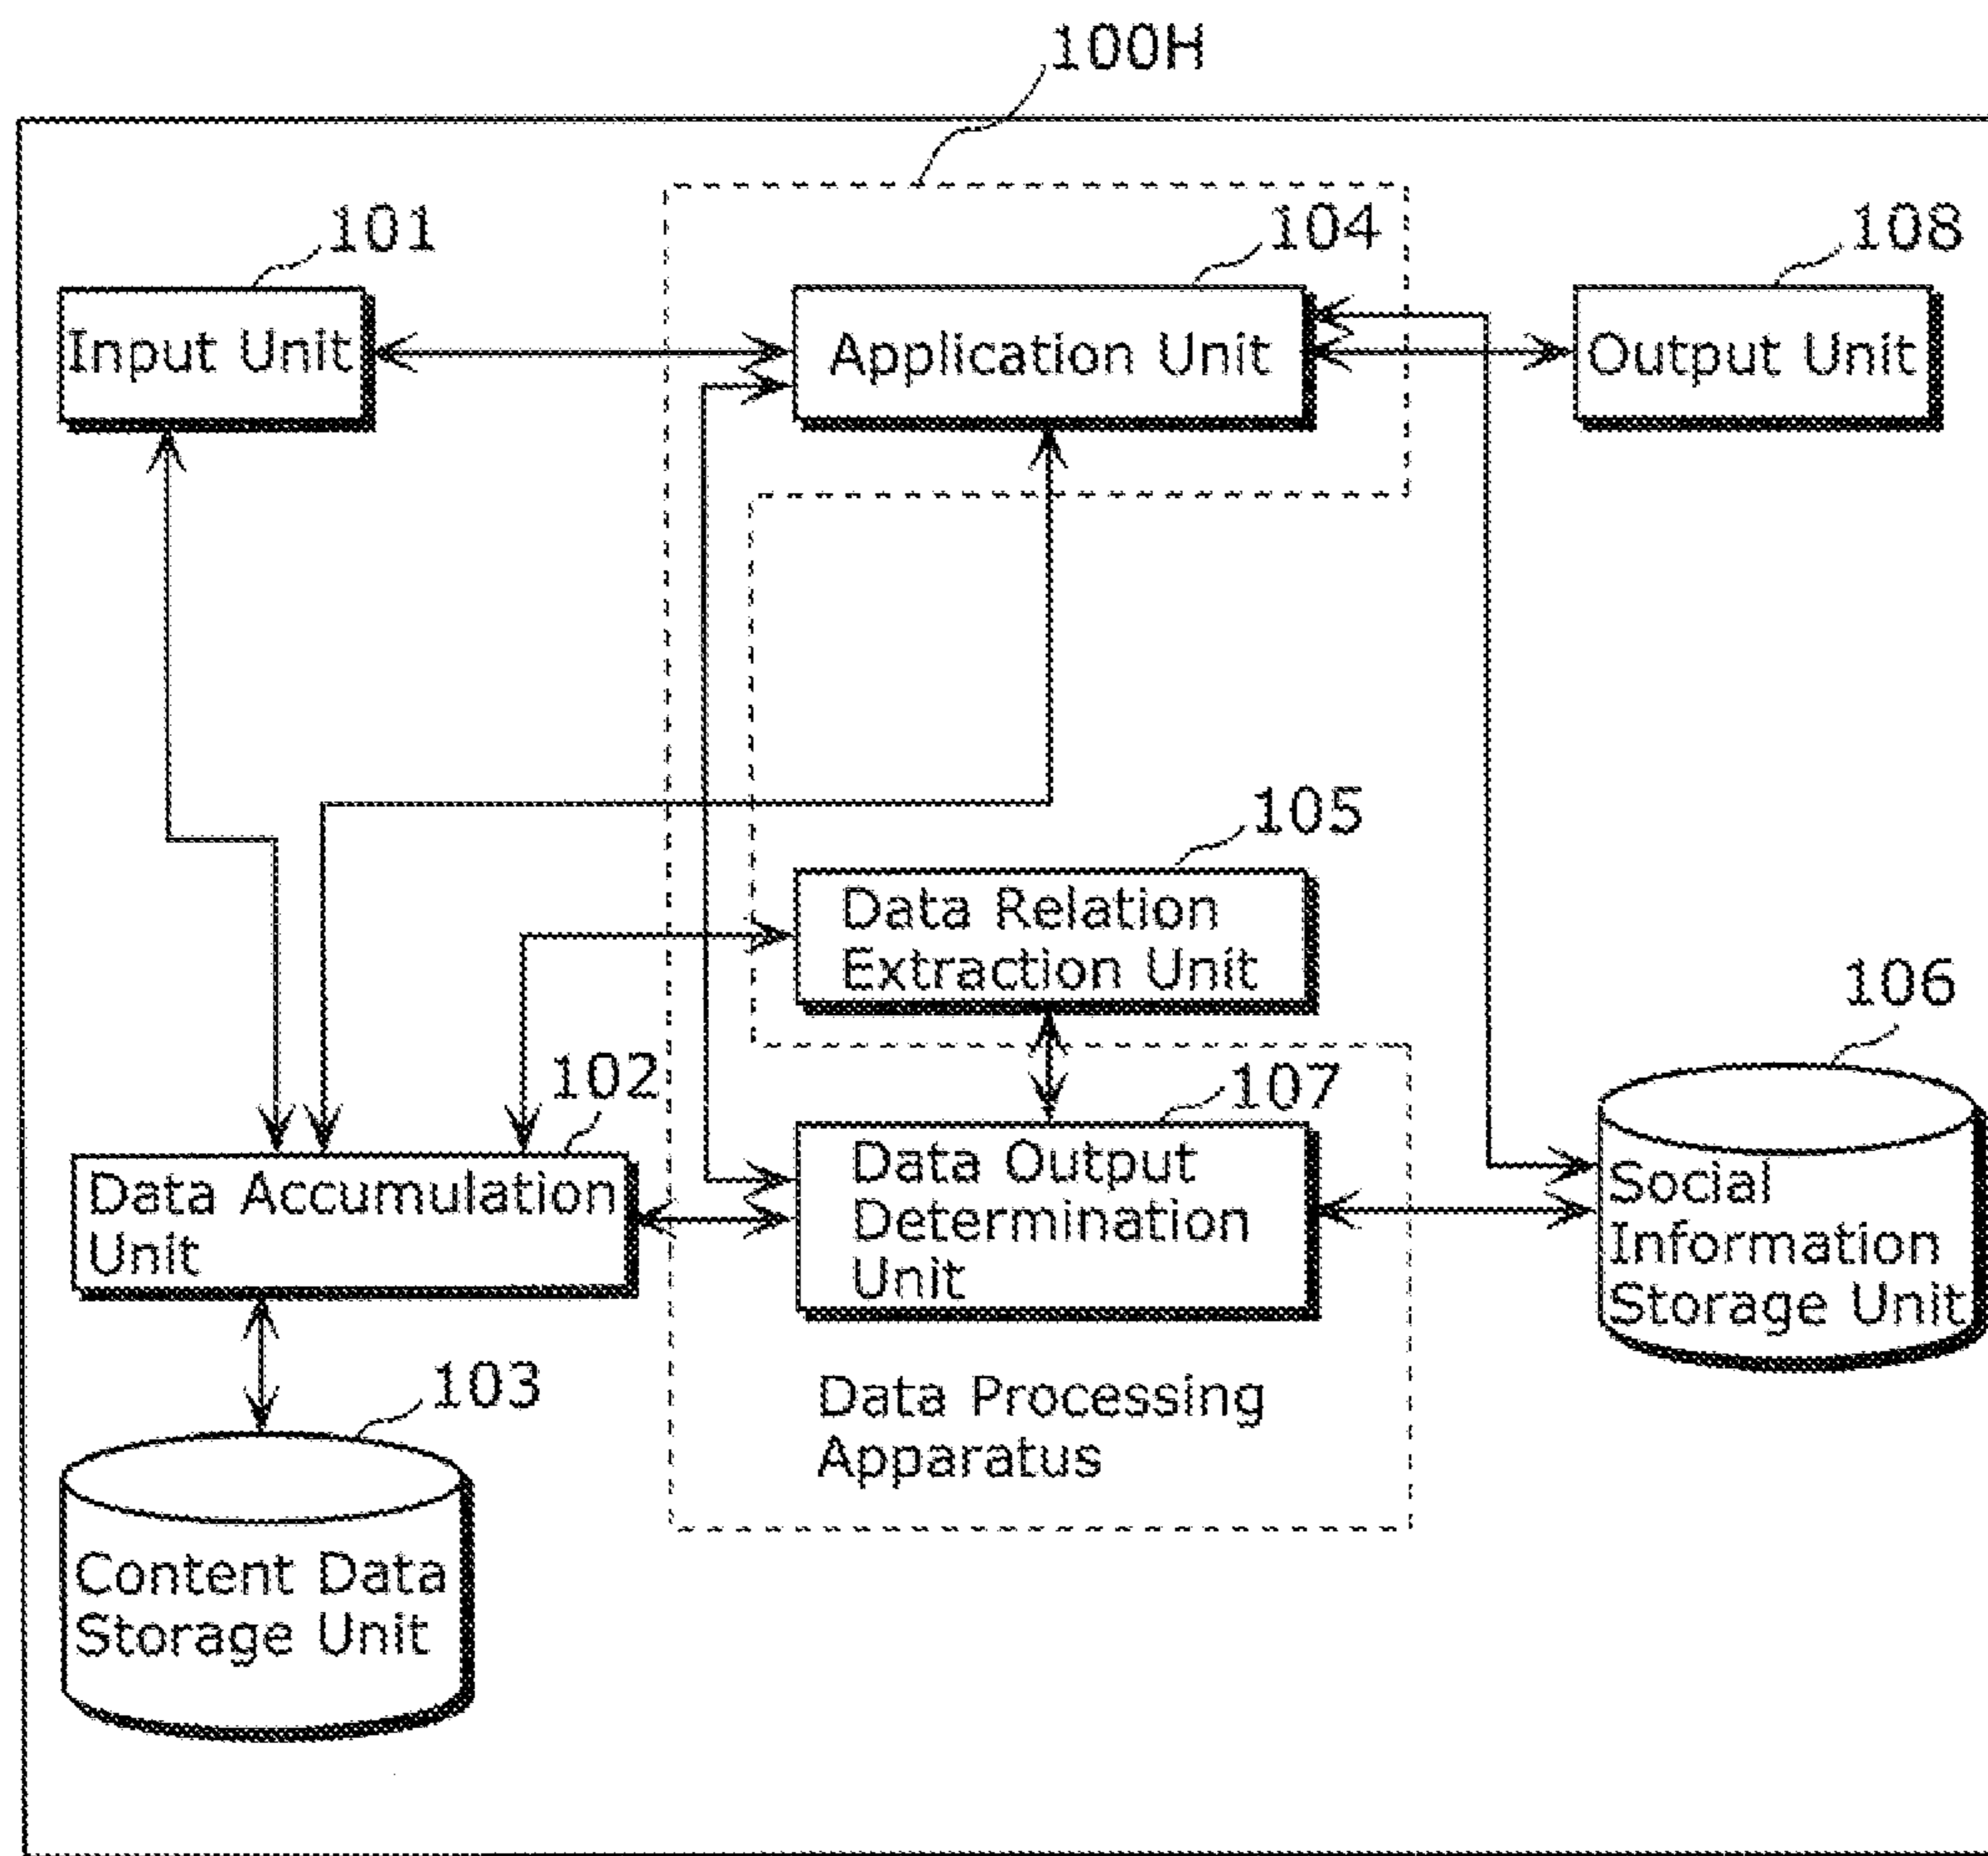 100H
101
104
108
Input Unit
Application Unit
Output Unit
105
Data Relation
Extraction Unit
106
102
107
Data Accumulation
Unit
Data Output
Determination
Unit
Social
Information
Storage Unit
103
Data Processing
Apparatus
Content Data
Storage Unit